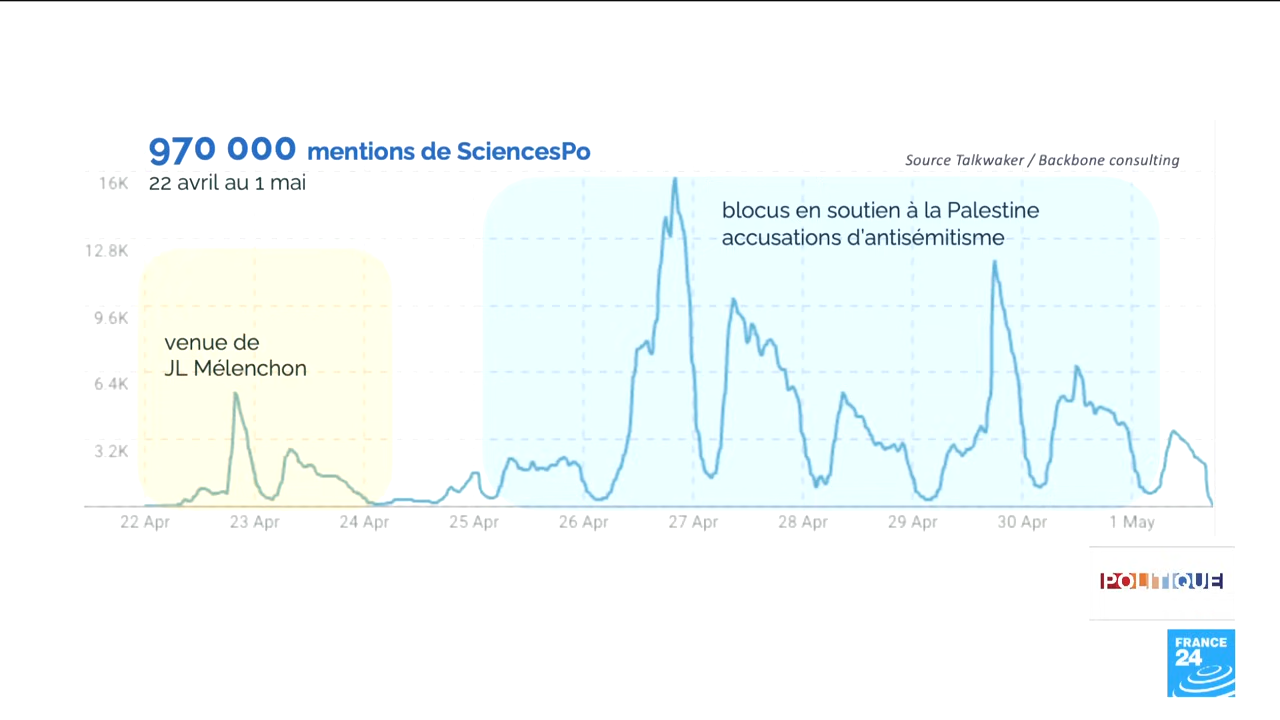 970 000 mentions de SciencesPo
22 avril au 1 mai
Source Talkwaker / Backbone consulting
16K
12.8K
9.6K
6.4K
3.2K
venue de
JL Mélenchon
blocus en soutien à la Palestine
accusations d'antisémitisme
22 Apr 23 Apr 24 Apr 25 Apr 26 Apr 27 Apr 28 Apr 29 Apr 30 Apr 1 May
POLITIQUE
FRANCE
24